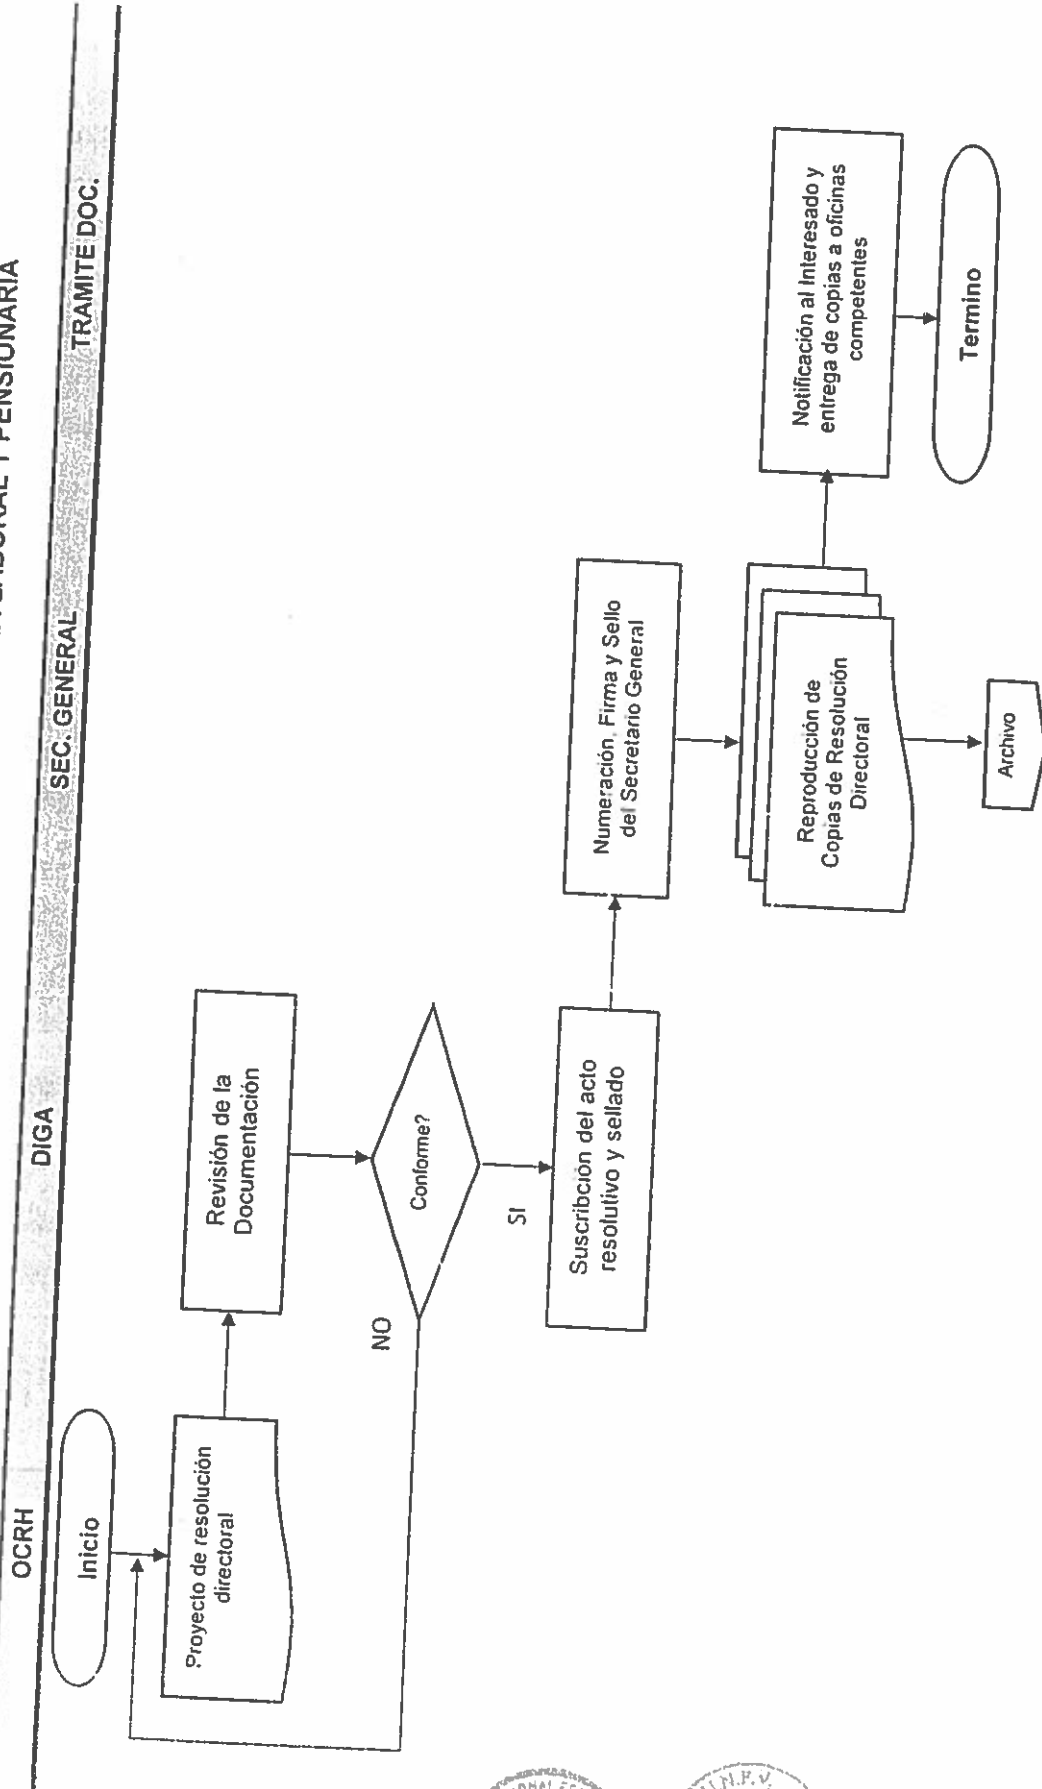 LABORAL Y PENSIONARIA
OCRH
DIGA
SEC. GENERAL
TRAMITE DOC.
Inicio
Proyecto de resolución
directoral
Revisión de la
Documentación
Conforme?
NO
SI
Suscribción del acto
resolutivo y sellado
Numeración, Firma y Sello
del Secretario General
Reproducción de
Copias de Resolución
Directoral
Archivo
Notificación al Interesado y
entrega de copias a oficinas
competentes
Termino